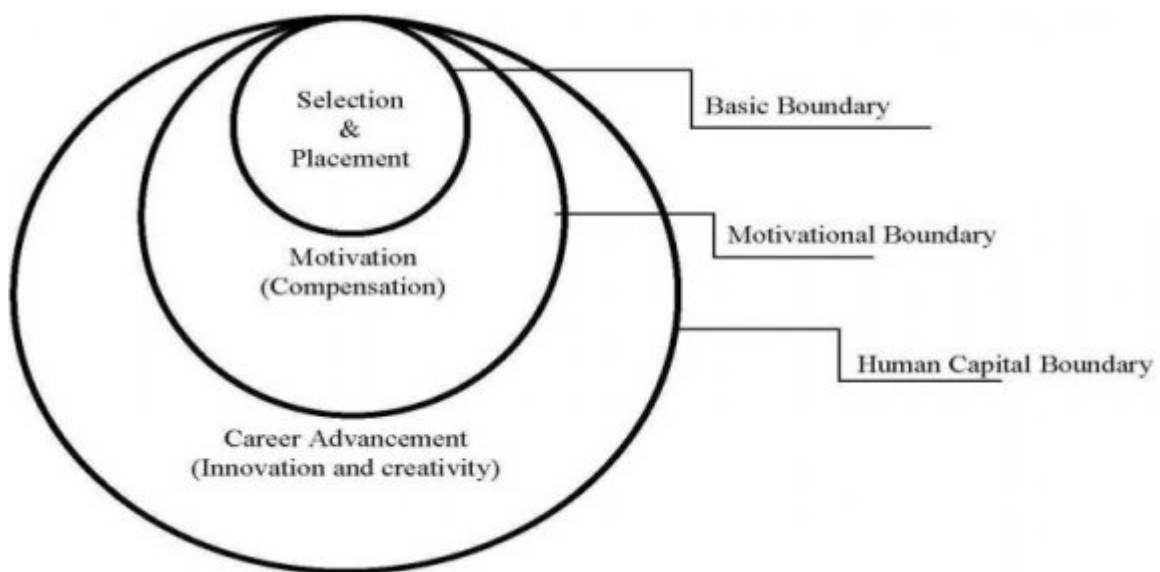 Selection
&
Placement
Basic Boundary
Motivation
(Compensation)
Motivational Boundary
Career Advancement
(Innovation and creativity)
Human Capital Boundary